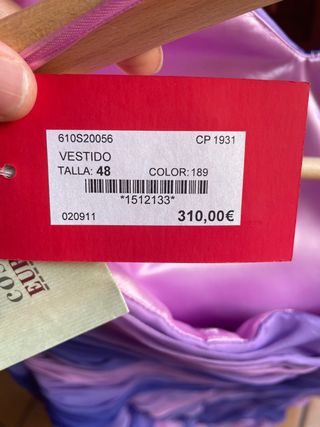 610S20056 CP 1931
VESTIDO
TALLA: 48 COLOR: 189
*1512133*
020911 310,00€